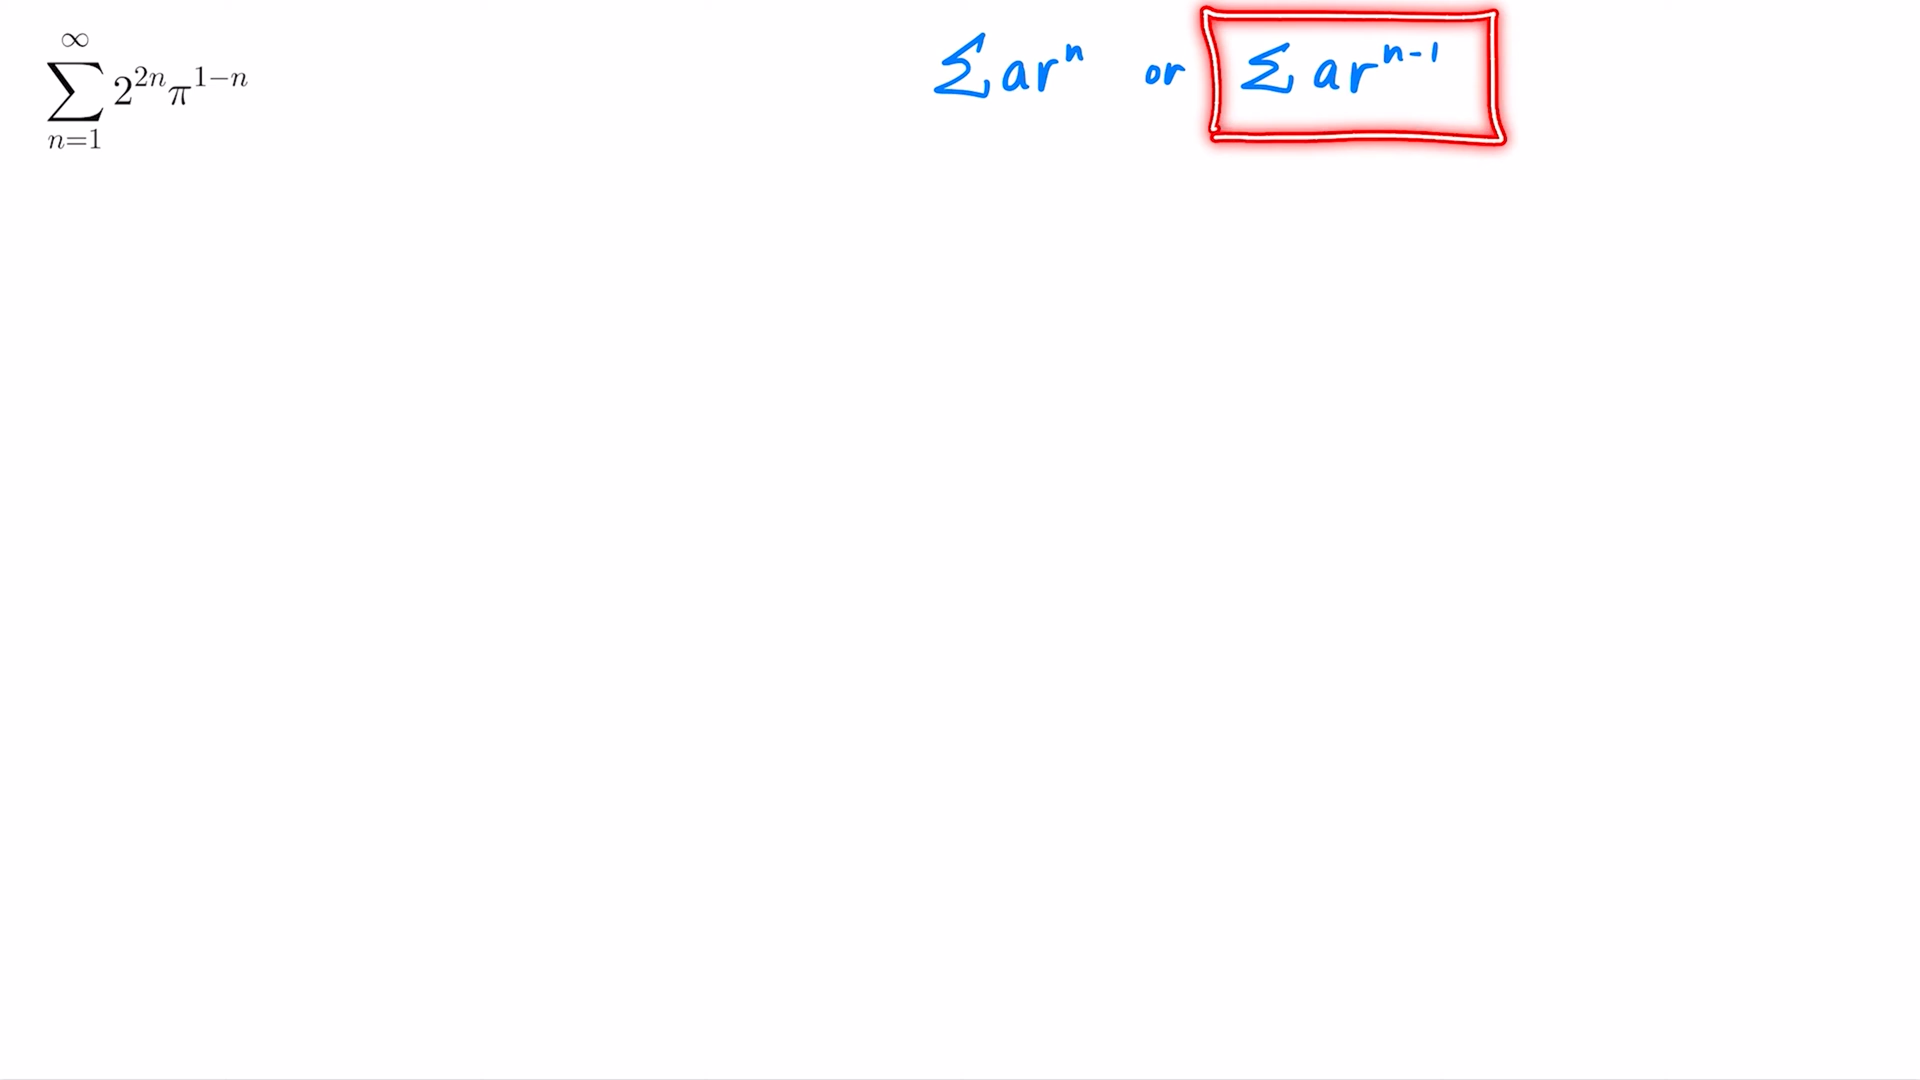 ∞
∑ 2^{2n}π^{1−n}
n=1
∑ ar^n or ∑ ar^{n-1}